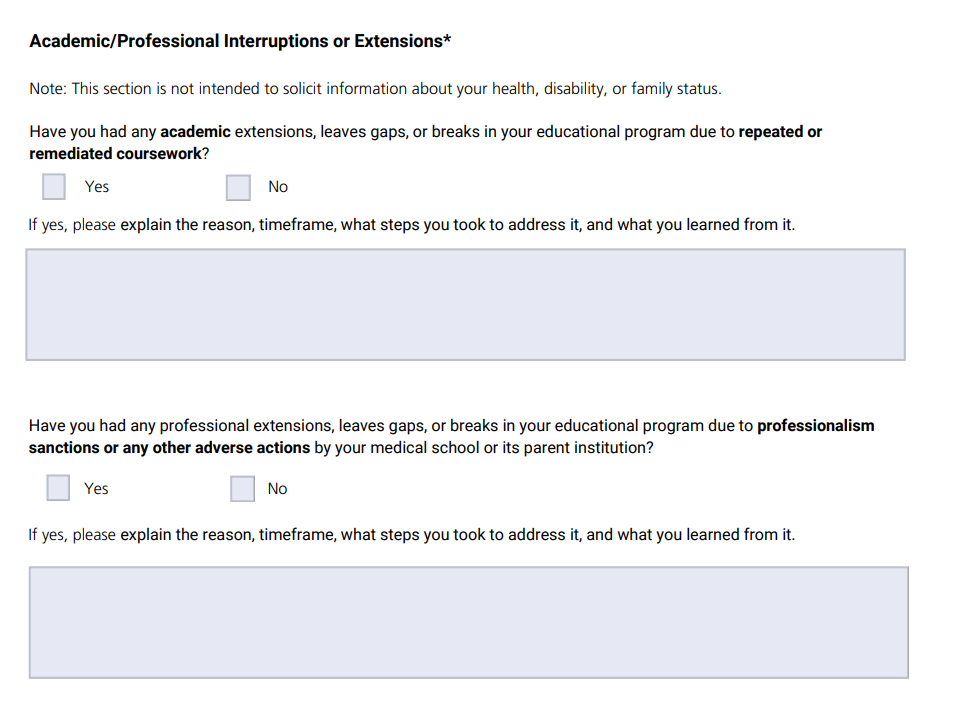 Academic/Professional Interruptions or Extensions*
Note: This section is not intended to solicit information about your health, disability, or family status.
Have you had any academic extensions, leaves gaps, or breaks in your educational program due to repeated or
remediated coursework?
Yes No
If yes, please explain the reason, timeframe, what steps you took to address it, and what you learned from it.
Have you had any professional extensions, leaves gaps, or breaks in your educational program due to professionalism
sanctions or any other adverse actions by your medical school or its parent institution?
Yes No
If yes, please explain the reason, timeframe, what steps you took to address it, and what you learned from it.